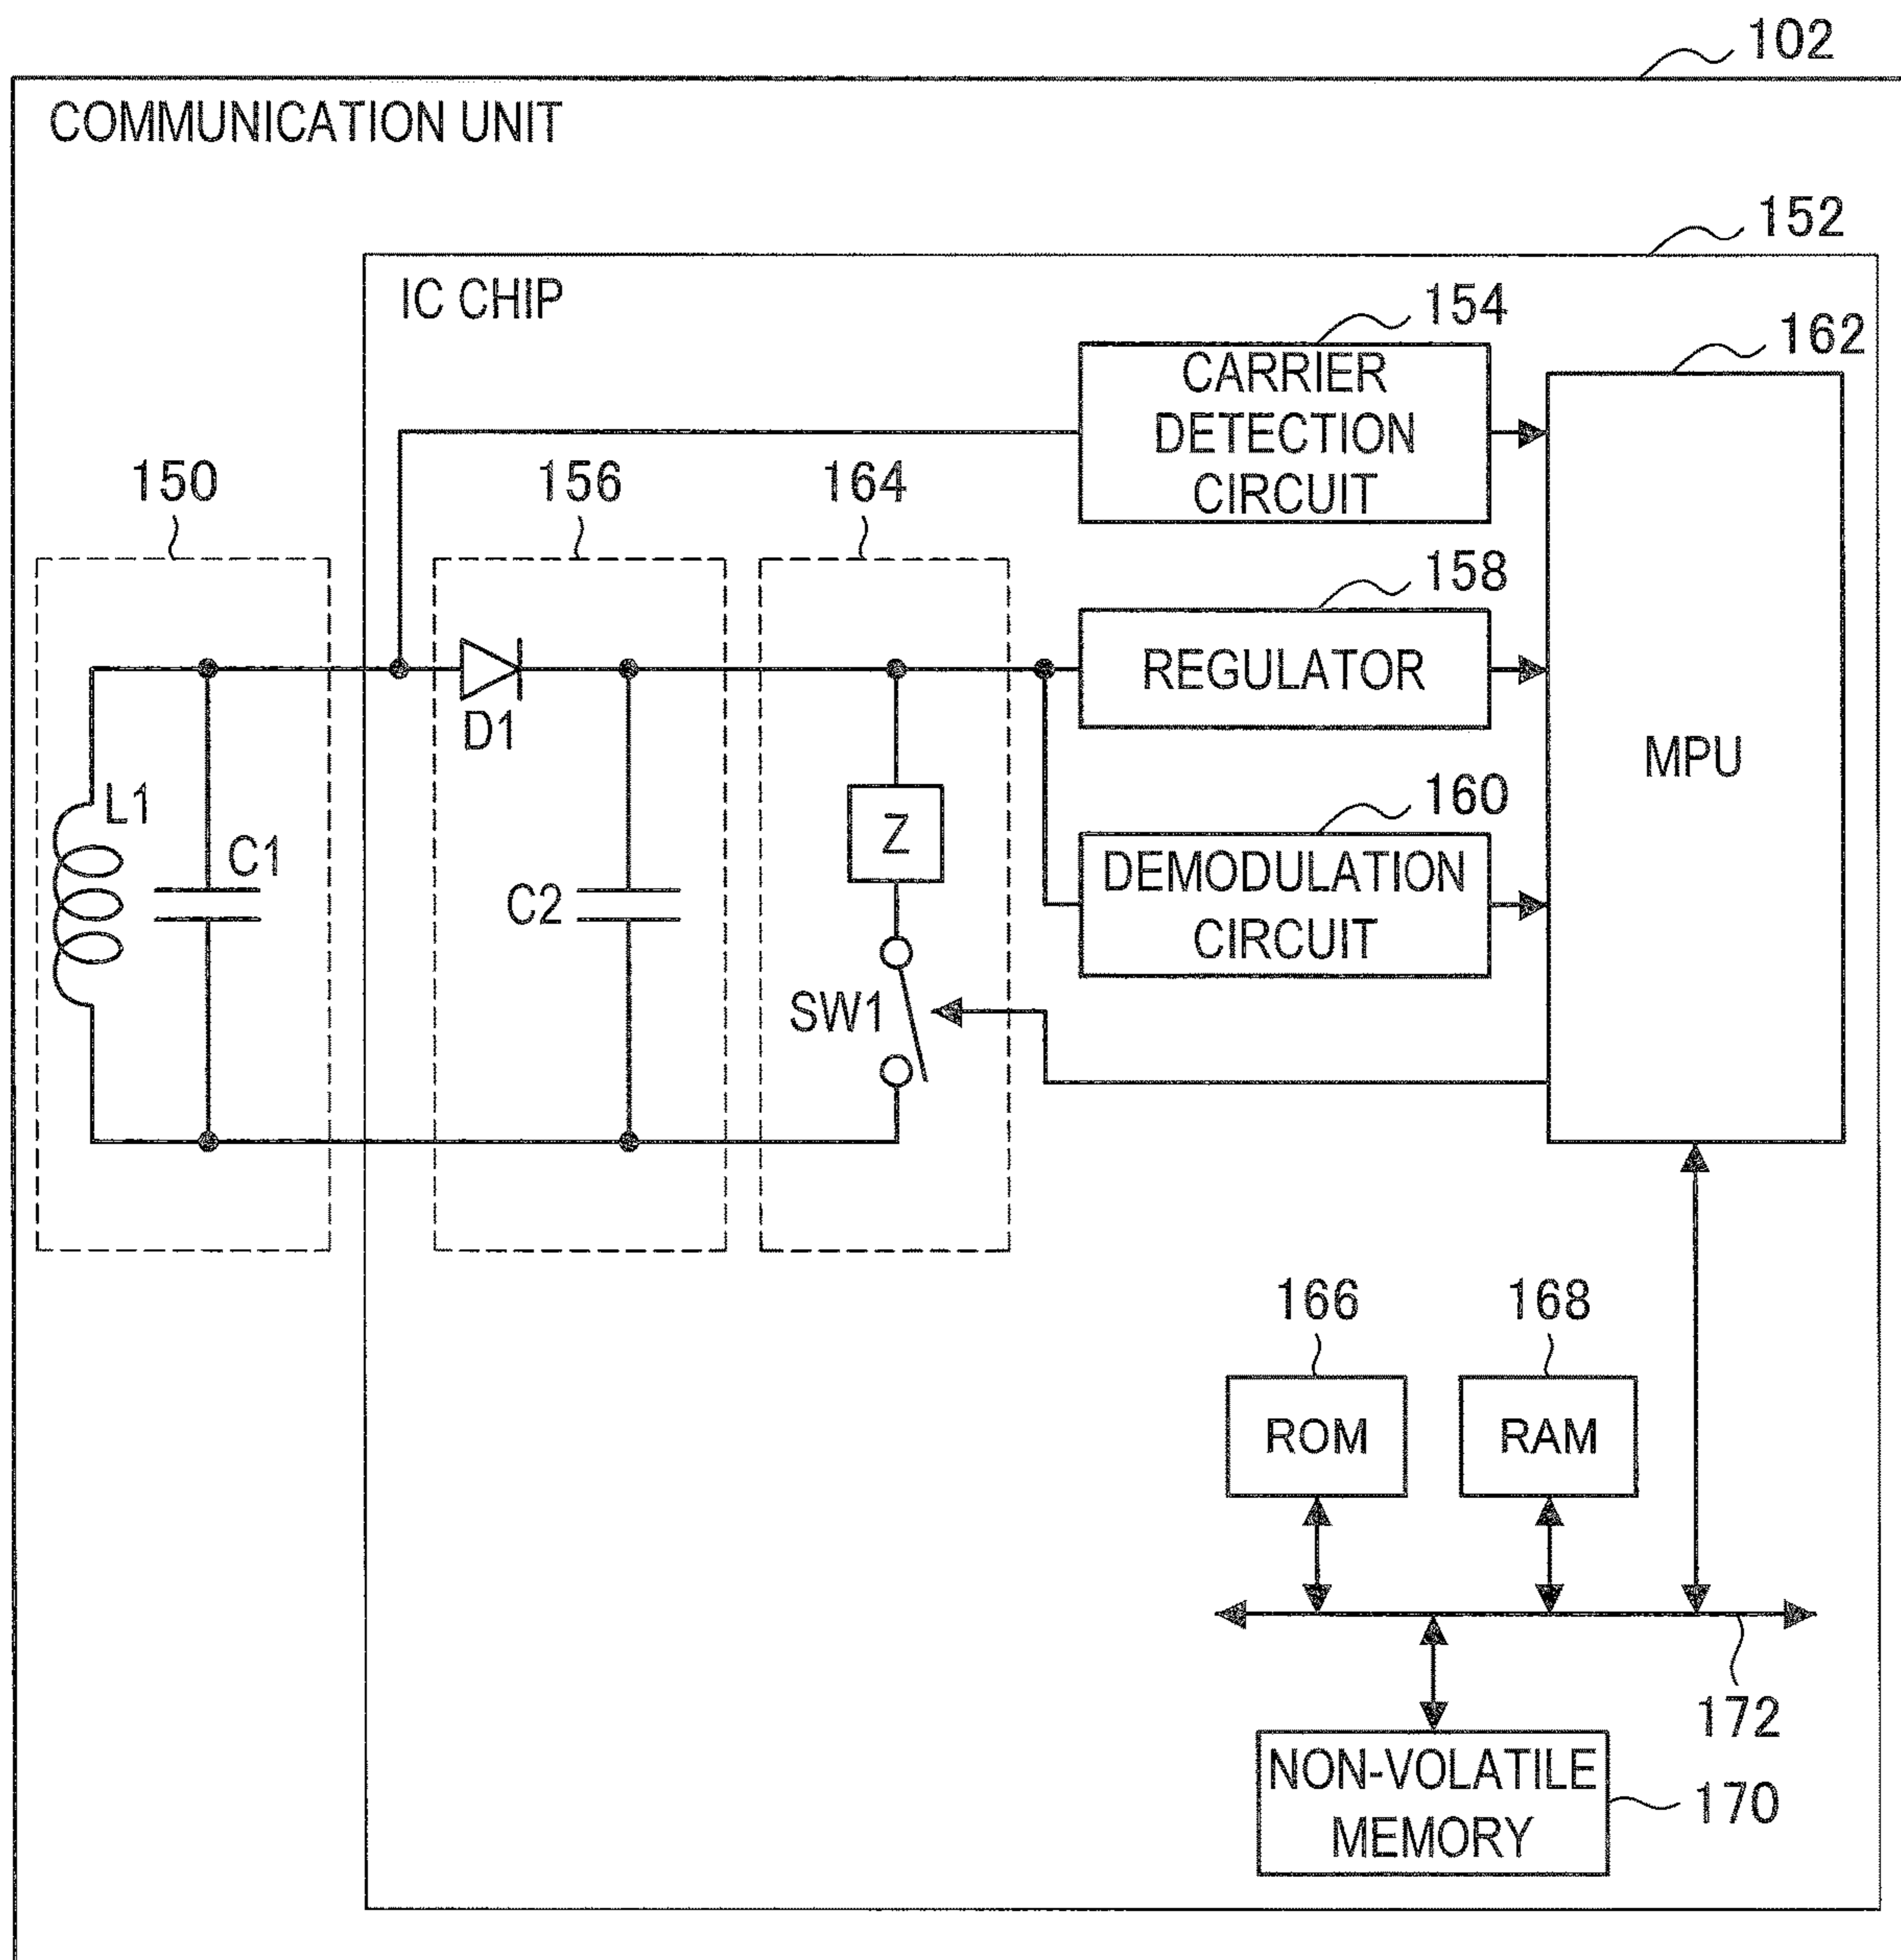 102
COMMUNICATION UNIT
152
IC CHIP
154
CARRIER
DETECTION
CIRCUIT
162
MPU
150
156
164
158
REGULATOR
D1
L1
C1
C2
Z
160
DEMODULATION
CIRCUIT
SW1
166
168
ROM
RAM
172
NON-VOLATILE
MEMORY
170